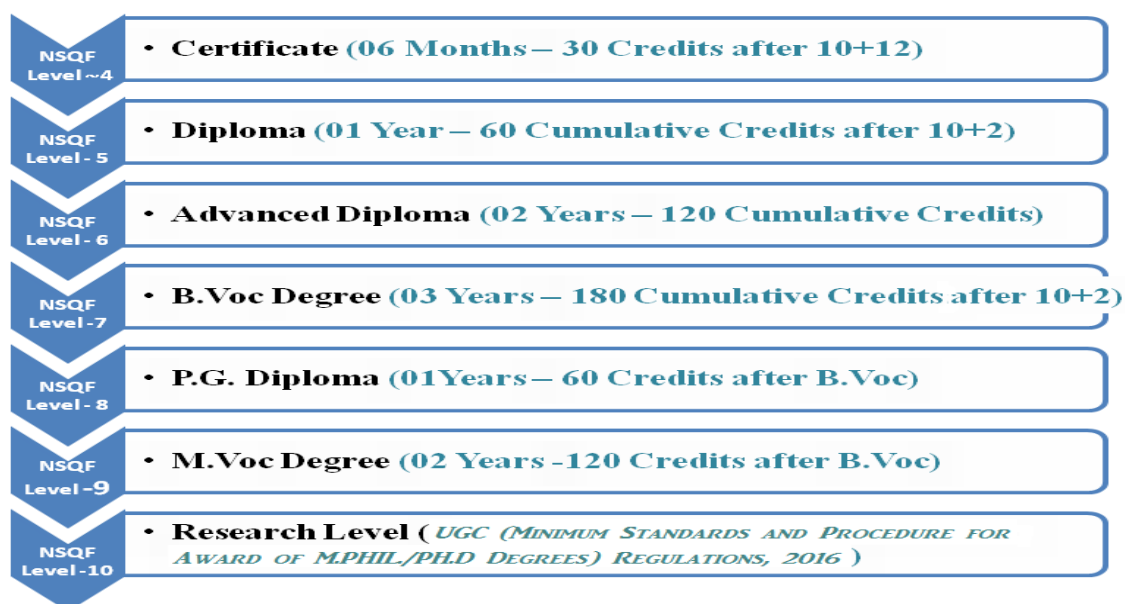 NSQF
Level~4
• Certificate (06 Months – 30 Credits after 10+12)
NSQF
Level- 5
• Diploma (01 Year – 60 Cumulative Credits after 10+2)
NSQF
Level- 6
• Advanced Diploma (02 Years – 120 Cumulative Credits)
NSQF
Level -7
• B.Voc Degree (03 Years – 180 Cumulative Credits after 10+2)
NSQF
Level- 8
• P.G. Diploma (01Years – 60 Credits after B.Voc)
NSQF
Level -9
• M.Voc Degree (02 Years -120 Credits after B.Voc)
NSQF
Level -10
• Research Level ( UGC (MINIMUM STANDARDS AND PROCEDURE FOR
AWARD OF M.PHIL./PH.D DEGREES) REGULATIONS, 2016 )